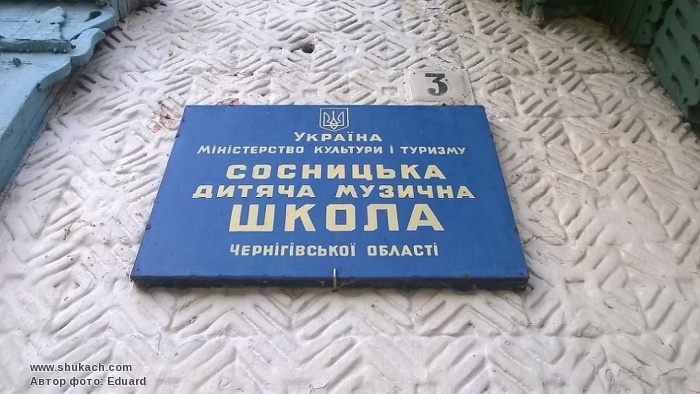 3
Україна
Міністерство культури і туризму
СОСНИЦЬКА
ДИТЯЧА МУЗИЧНА
ШКОЛА
ЧЕРНІГІВСЬКОЇ ОБЛАСТІ
www.shukach.com
Автор фото: Eduard